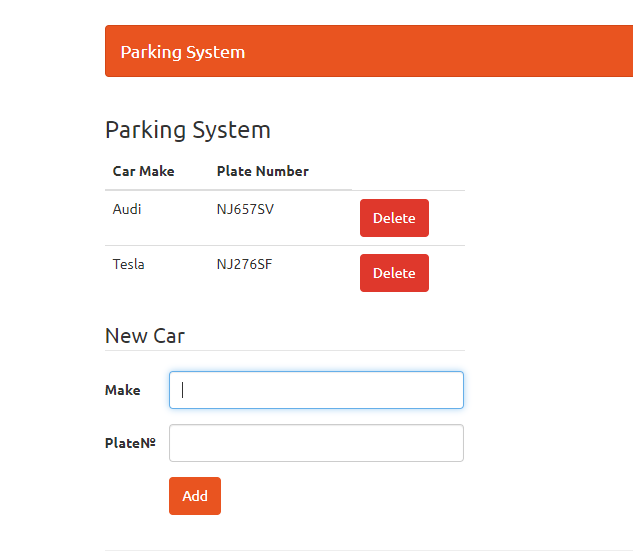 Parking System
Parking System
Car Make Plate Number
Audi NJ657SV Delete
Tesla NJ276SF Delete
New Car
Make
Plate№
Add